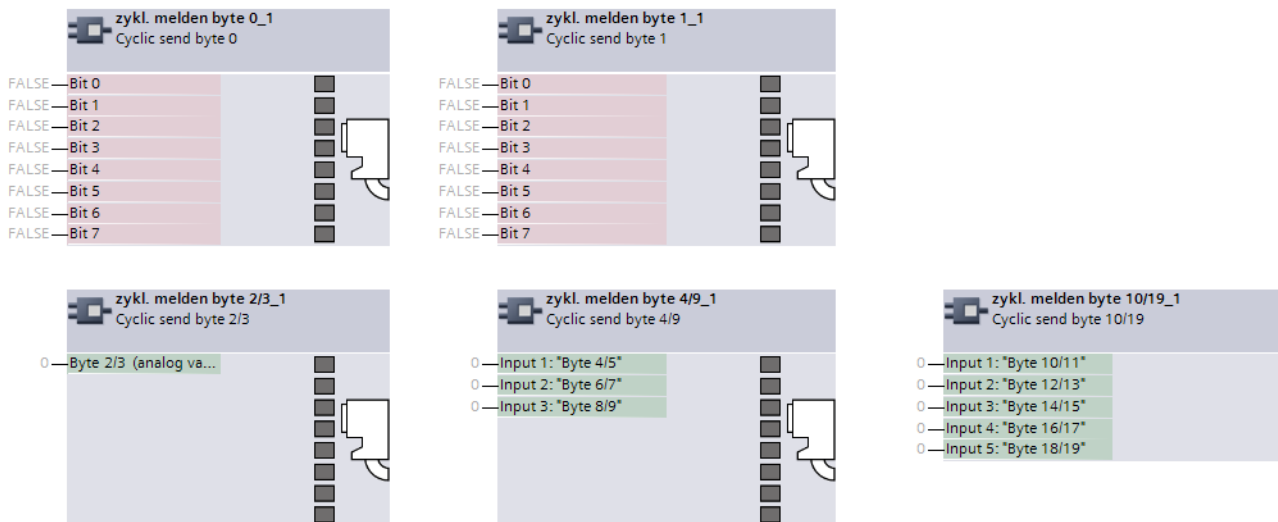 zykl. melden byte 0_1
Cyclic send byte 0
FALSE Bit 0
FALSE Bit 1
FALSE Bit 2
FALSE Bit 3
FALSE Bit 4
FALSE Bit 5
FALSE Bit 6
FALSE Bit 7
zykl. melden byte 1_1
Cyclic send byte 1
FALSE Bit 0
FALSE Bit 1
FALSE Bit 2
FALSE Bit 3
FALSE Bit 4
FALSE Bit 5
FALSE Bit 6
FALSE Bit 7
zykl. melden byte 2/3_1
Cyclic send byte 2/3
0 Byte 2/3 (analog va...
zykl. melden byte 4/9_1
Cyclic send byte 4/9
0 Input 1: "Byte 4/5"
0 Input 2: "Byte 6/7"
0 Input 3: "Byte 8/9"
zykl. melden byte 10/19_1
Cyclic send byte 10/19
0 Input 1: "Byte 10/11"
0 Input 2: "Byte 12/13"
0 Input 3: "Byte 14/15"
0 Input 4: "Byte 16/17"
0 Input 5: "Byte 18/19"